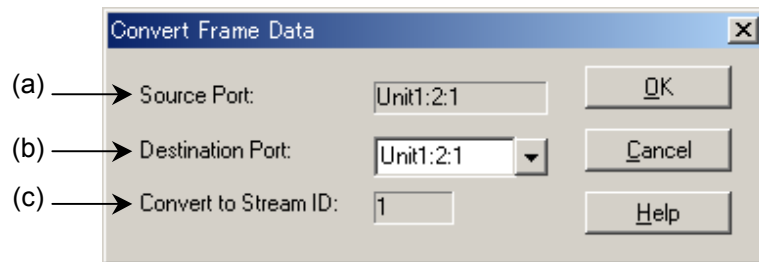 Convert Frame Data
(a) Source Port: Unit1:2:1 OK
(b) Destination Port: Unit1:2:1 Cancel
(c) Convert to Stream ID: 1 Help